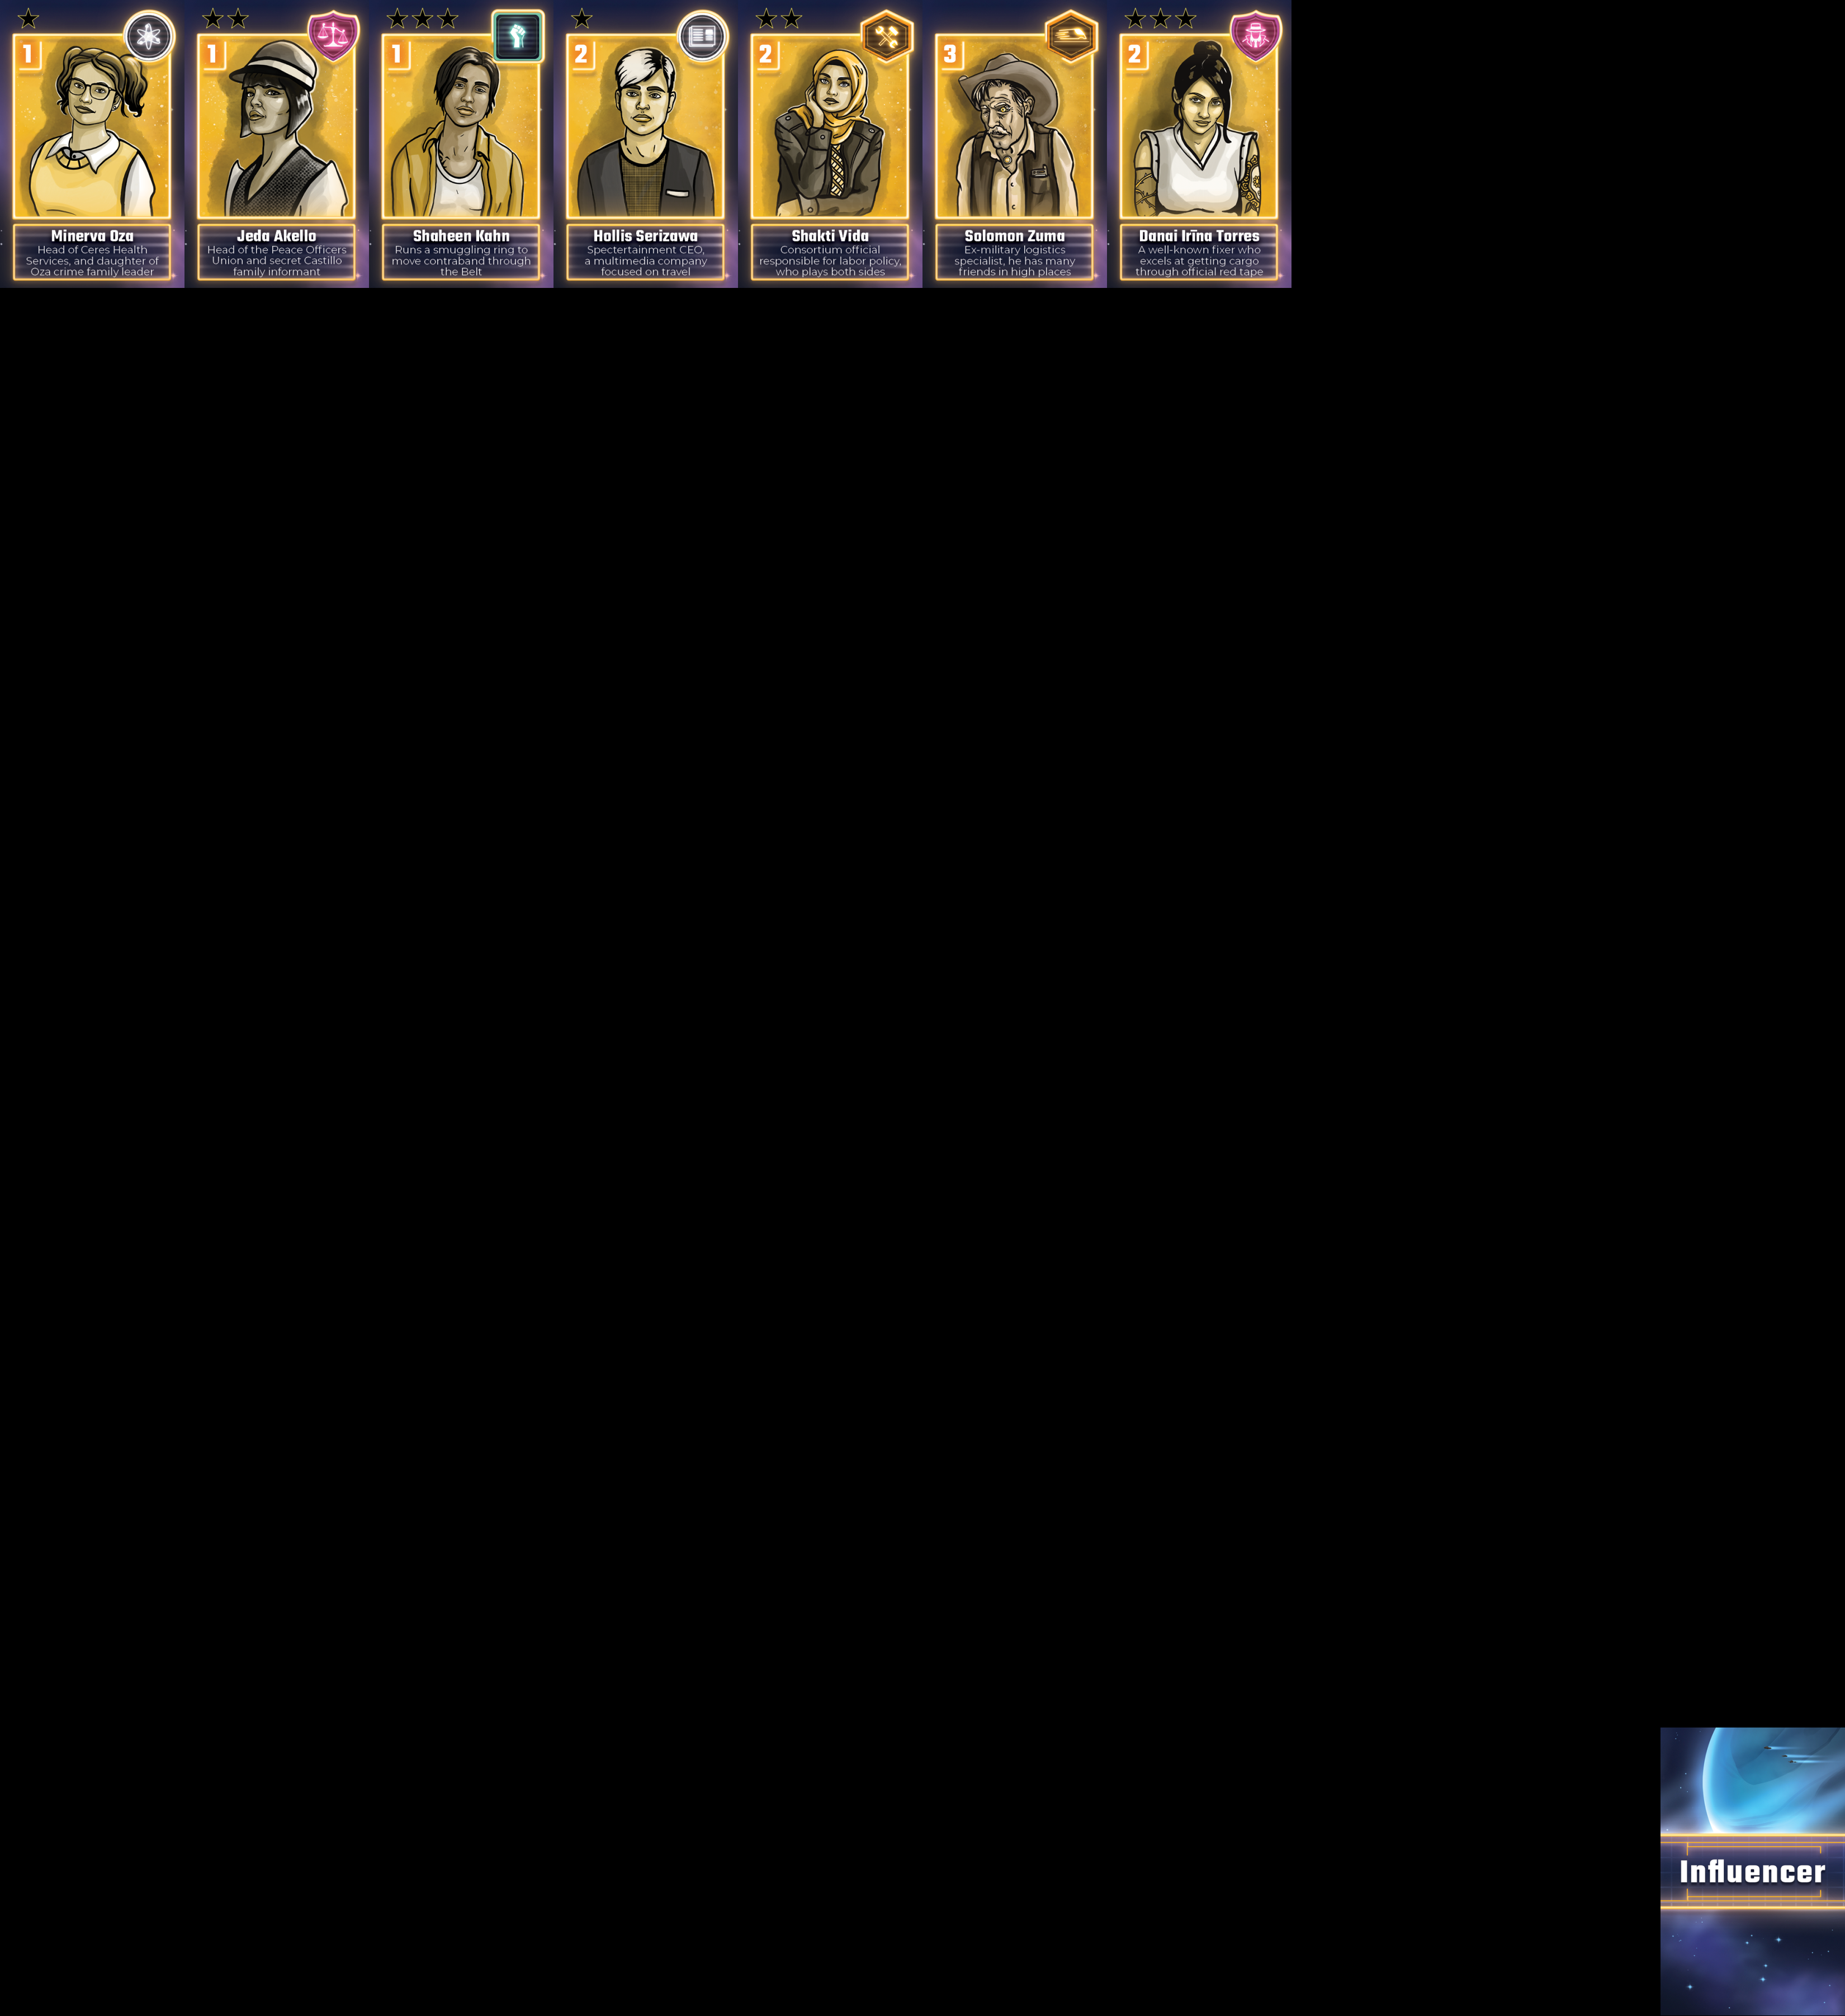 1
Minerva Oza
Head of Ceres Health
Services, and daughter of
Oza crime family leader
1
Jeda Akello
Head of the Peace Officers
Union and secret Castillo
family informant
1
Shaheen Kahn
Runs a smuggling ring to
move contraband through
the Belt
2
Hollis Serizawa
Spectertainment CEO,
a multimedia company
focused on travel
2
Shakti Vida
Consortium official
responsible for labor policy,
who plays both sides
3
Solomon Zuma
Ex-military logistics
specialist, he has many
friends in high places
2
Danai Irīna Torres
A well-known fixer who
excels at getting cargo
through official red tape
Influencer